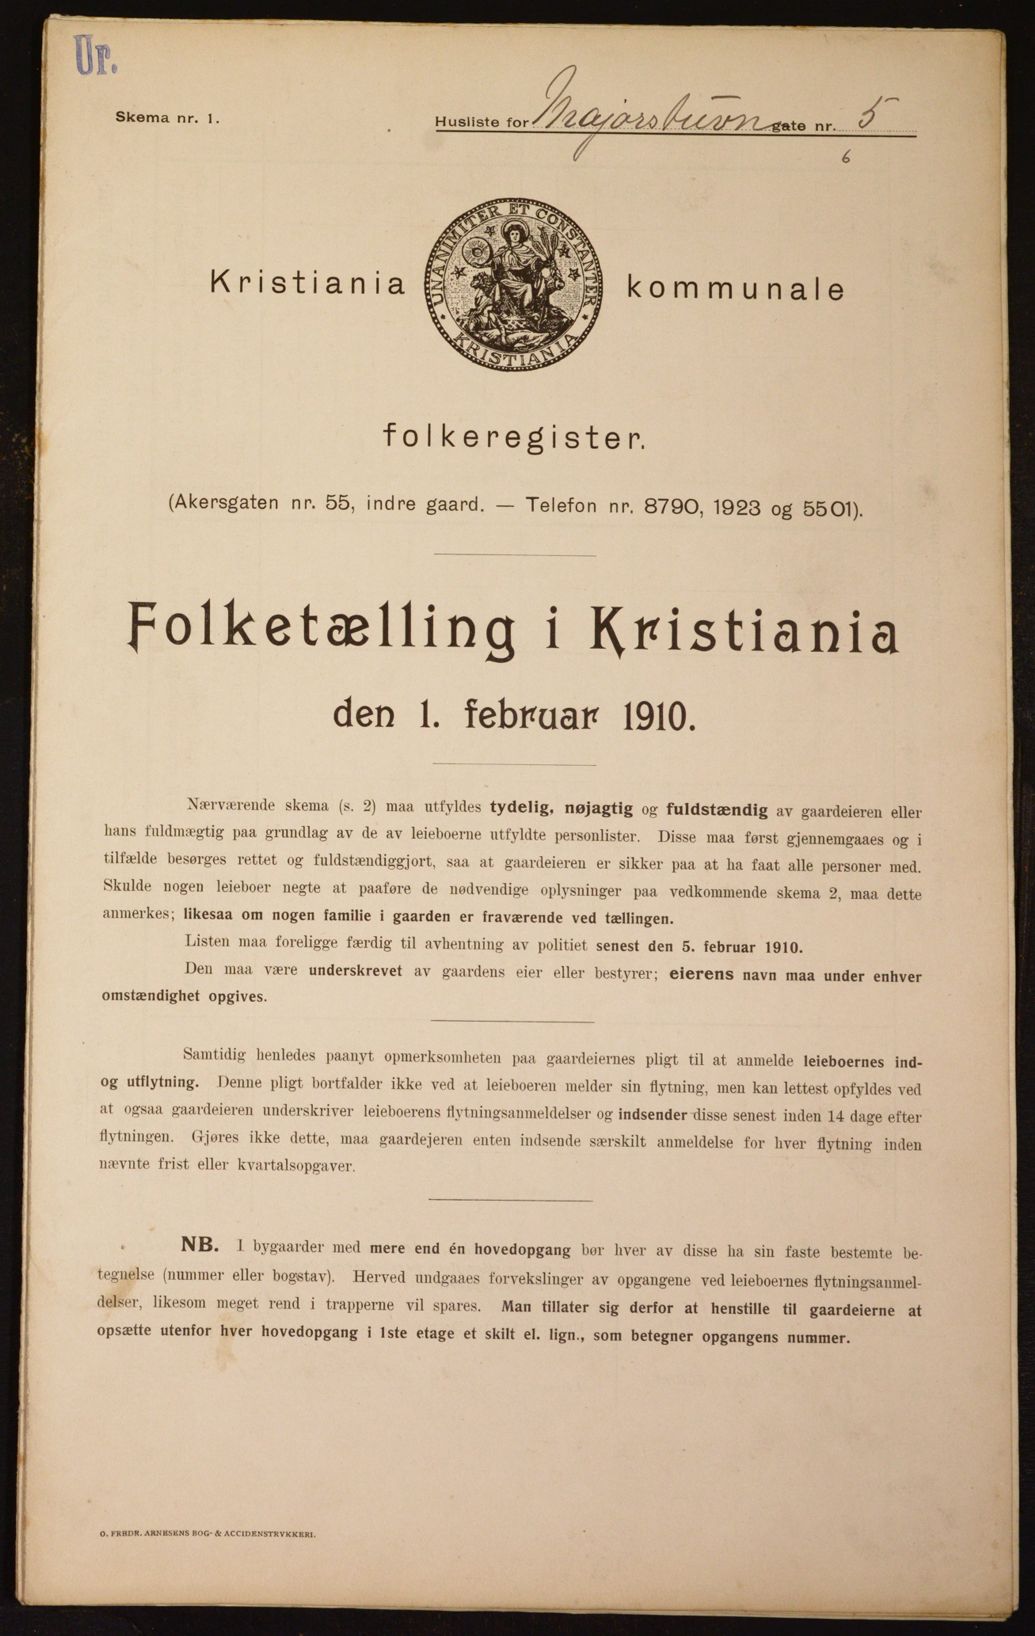 Ur.
Skema nr. 1.
Husliste for Majorstuvn gate nr. 5
6
UNANIMITER ET CONSTANTER
KRISTIANIA
Kristiania kommunale
folkeregister.
(Akersgaten nr. 55, indre gaard. — Telefon nr. 8790, 1923 og 5501).
Folketælling i Kristiania
den 1. februar 1910.
Nærværende skema (s. 2) maa utfyldes tydelig, nøjagtig og fuldstændig av gaardeieren eller
hans fuldmægtig paa grundlag av de av leieboerne utfyldte personlister. Disse maa først gjennemgaaes og i
tilfælde besørges rettet og fuldstændiggjort, saa at gaardeieren er sikker paa at ha faat alle personer med.
Skulde nogen leieboer negte at paaføre de nødvendige oplysninger paa vedkommende skema 2, maa dette
anmerkes; likesaa om nogen familie i gaarden er fraværende ved tællingen.
Listen maa foreligge færdig til avhentning av politiet senest den 5. februar 1910.
Den maa være underskrevet av gaardens eier eller bestyrer; eierens navn maa under enhver
omstændighet opgives.
Samtidig henledes paanyt opmerksomheten paa gaardeiernes pligt til at anmelde leieboernes ind-
og utflytning. Denne pligt bortfalder ikke ved at leieboeren melder sin flytning, men kan lettest opfyldes ved
at ogsaa gaardeieren underskriver leieboerens flytningsanmeldelser og indsender disse senest inden 14 dage efter
flytningen. Gjøres ikke dette, maa gaardejeren enten indsende særskilt anmeldelse for hver flytning inden
nævnte frist eller kvartalsopgaver.
NB. I bygaarder med mere end én hovedopgang bør hver av disse ha sin faste bestemte be-
tegnelse (nummer eller bogstav). Herved undgaaes forvekslinger av opgangene ved leieboernes flytningsanmel-
delser, likesom meget rend i trapperne vil spares. Man tillater sig derfor at henstille til gaardeierne at
opsætte utenfor hver hovedopgang i 1ste etage et skilt el. lign., som betegner opgangens nummer.
O. FREDR. ARNESENS BOG- & ACCIDENSTRYKKERI.